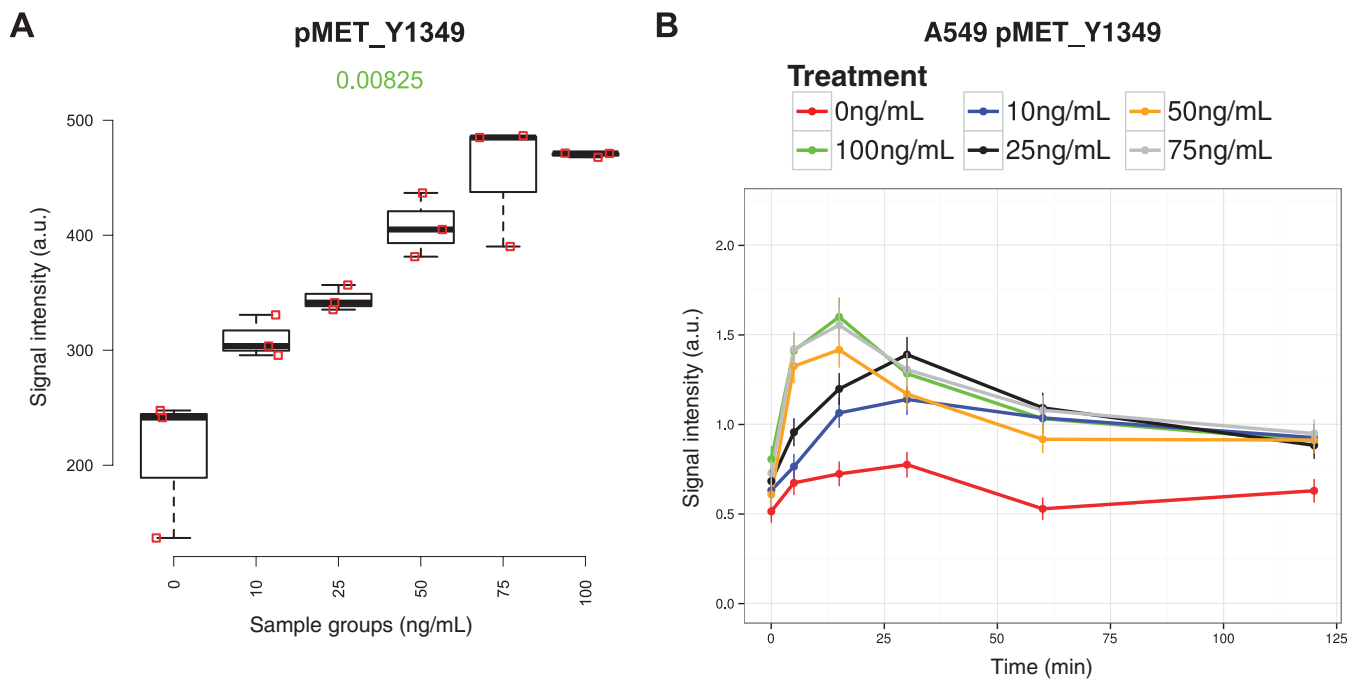 A
pMET_Y1349
0.00825
Signal intensity (a.u.)
500
400
300
200
0
10
25
50
75
100
Sample groups (ng/mL)
B
A549 pMET_Y1349
Treatment
0ng/mL
10ng/mL
50ng/mL
100ng/mL
25ng/mL
75ng/mL
Signal intensity (a.u.)
2.0
1.5
1.0
0.5
0.0
0
25
50
75
100
125
Time (min)